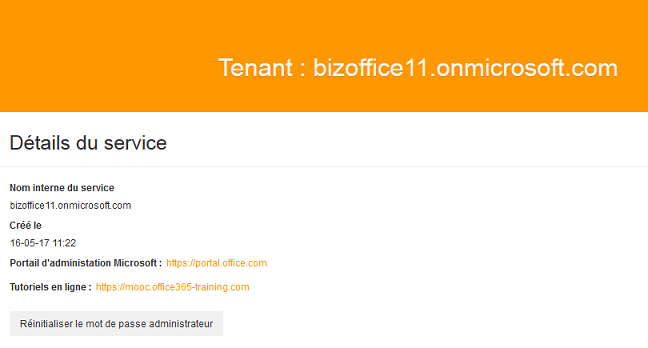 Tenant : bizoffice11.onmicrosoft.com
Détails du service
Nom interne du service
bizoffice11.onmicrosoft.com
Créé le
16-05-17 11:22
Portail d'administation Microsoft : https://portal.office.com
Tutoriels en ligne : https://mooc.office365-training.com
Réinitialiser le mot de passe administrateur